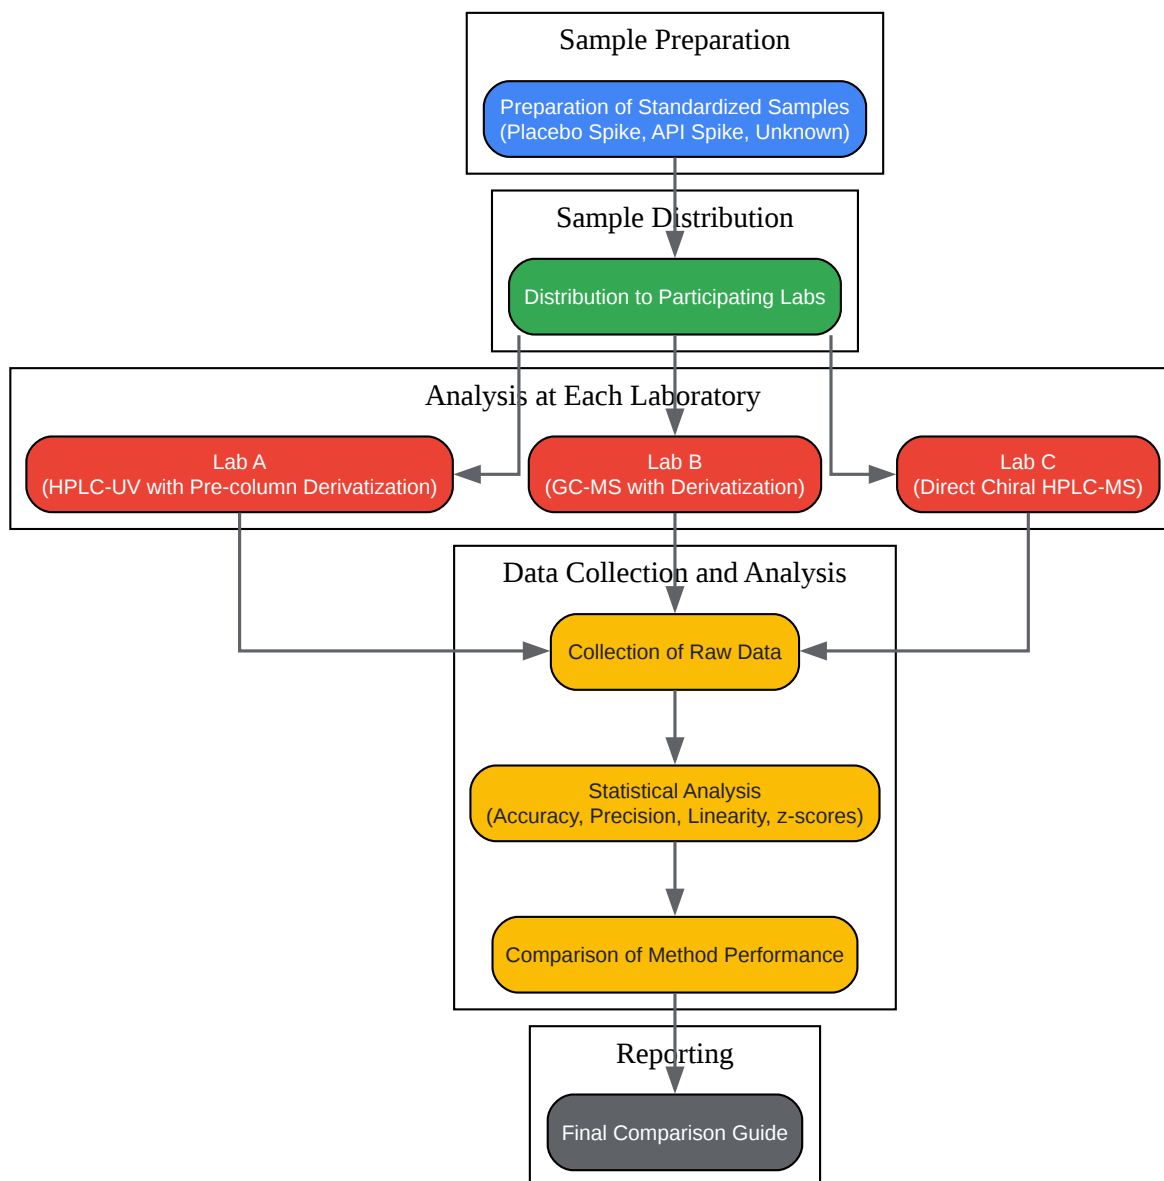 Sample Preparation
Preparation of Standardized Samples
(Placebo Spike, API Spike, Unknown)
Sample Distribution
Distribution to Participating Labs
Analysis at Each Laboratory
Lab A
(HPLC-UV with Pre-column Derivatization)
Lab B
(GC-MS with Derivatization)
Lab C
(Direct Chiral HPLC-MS)
Data Collection and Analysis
Collection of Raw Data
Statistical Analysis
(Accuracy, Precision, Linearity, z-scores)
Comparison of Method Performance
Reporting
Final Comparison Guide